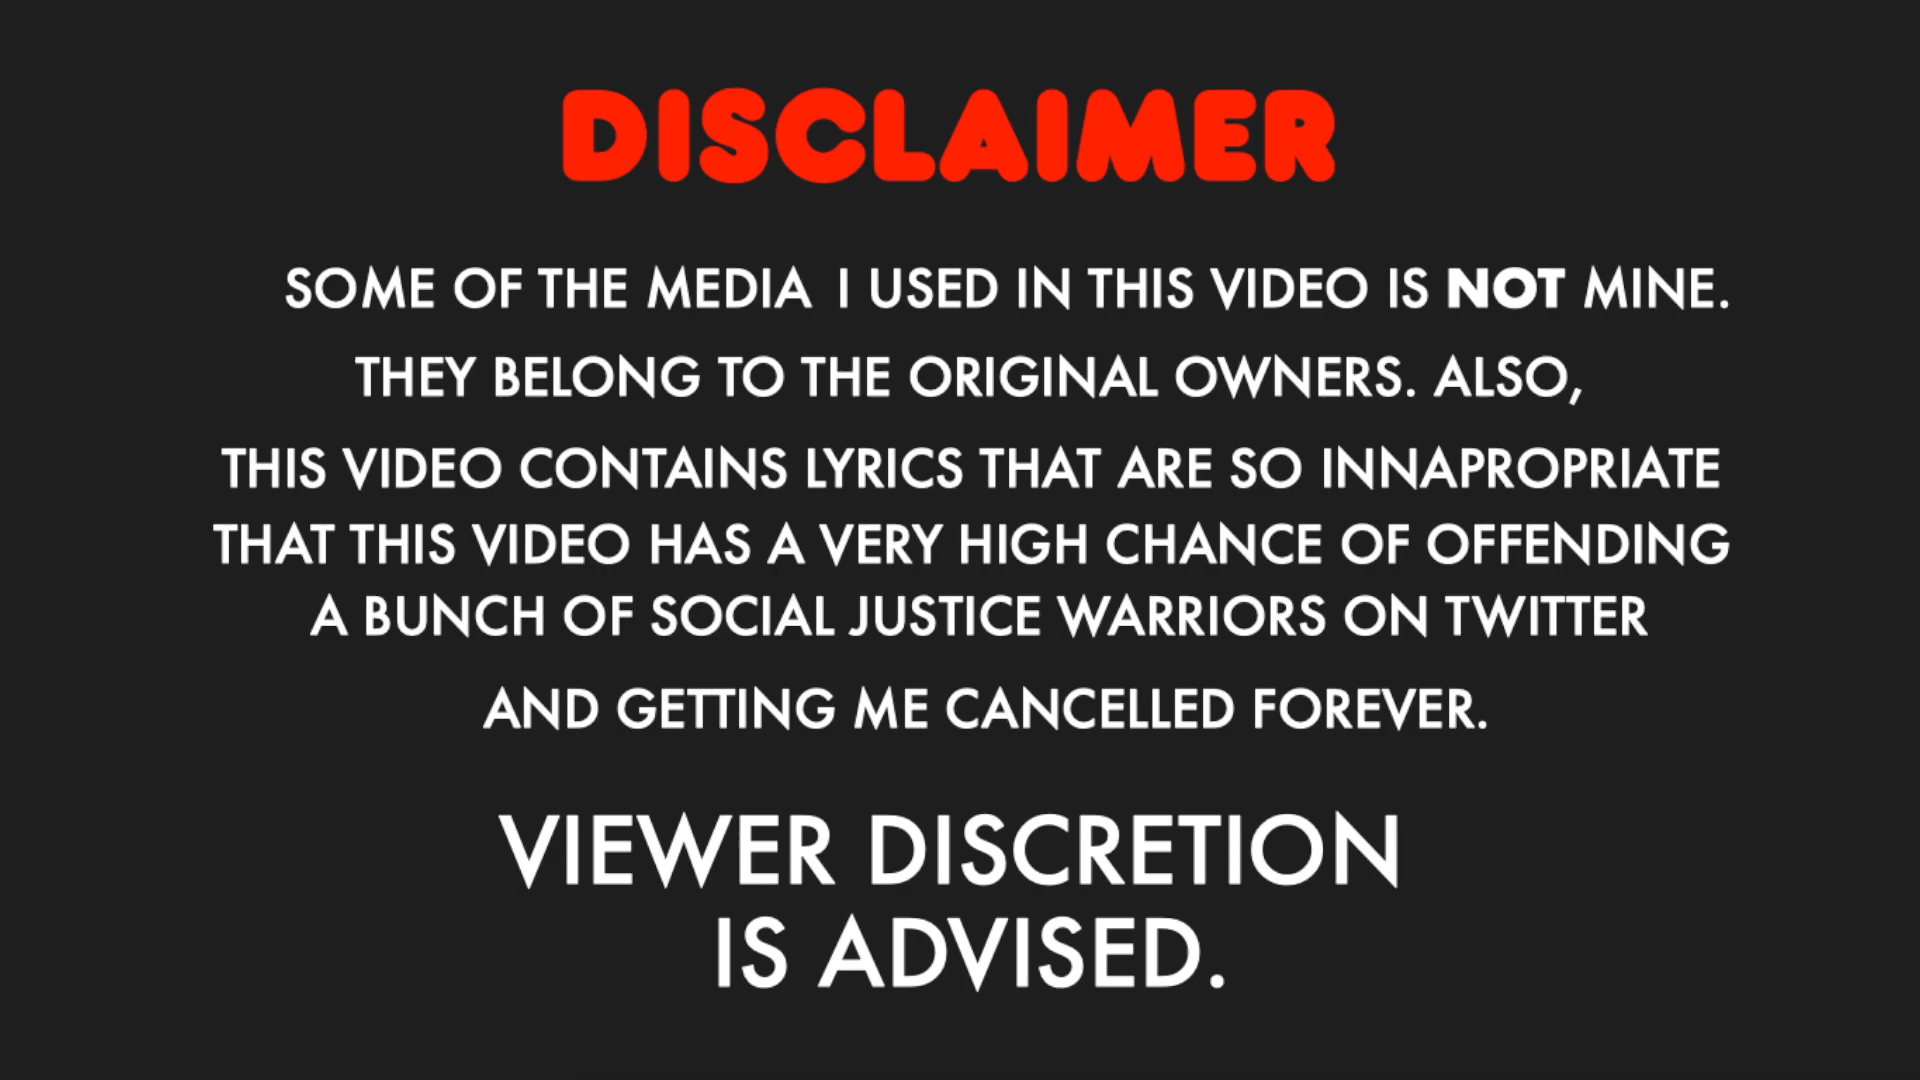 DISCLAIMER
SOME OF THE MEDIA I USED IN THIS VIDEO IS NOT MINE.
THEY BELONG TO THE ORIGINAL OWNERS. ALSO,
THIS VIDEO CONTAINS LYRICS THAT ARE SO INNAPROPRIATE
THAT THIS VIDEO HAS A VERY HIGH CHANCE OF OFFENDING
A BUNCH OF SOCIAL JUSTICE WARRIORS ON TWITTER
AND GETTING ME CANCELLED FOREVER.
VIEWER DISCRETION
IS ADVISED.